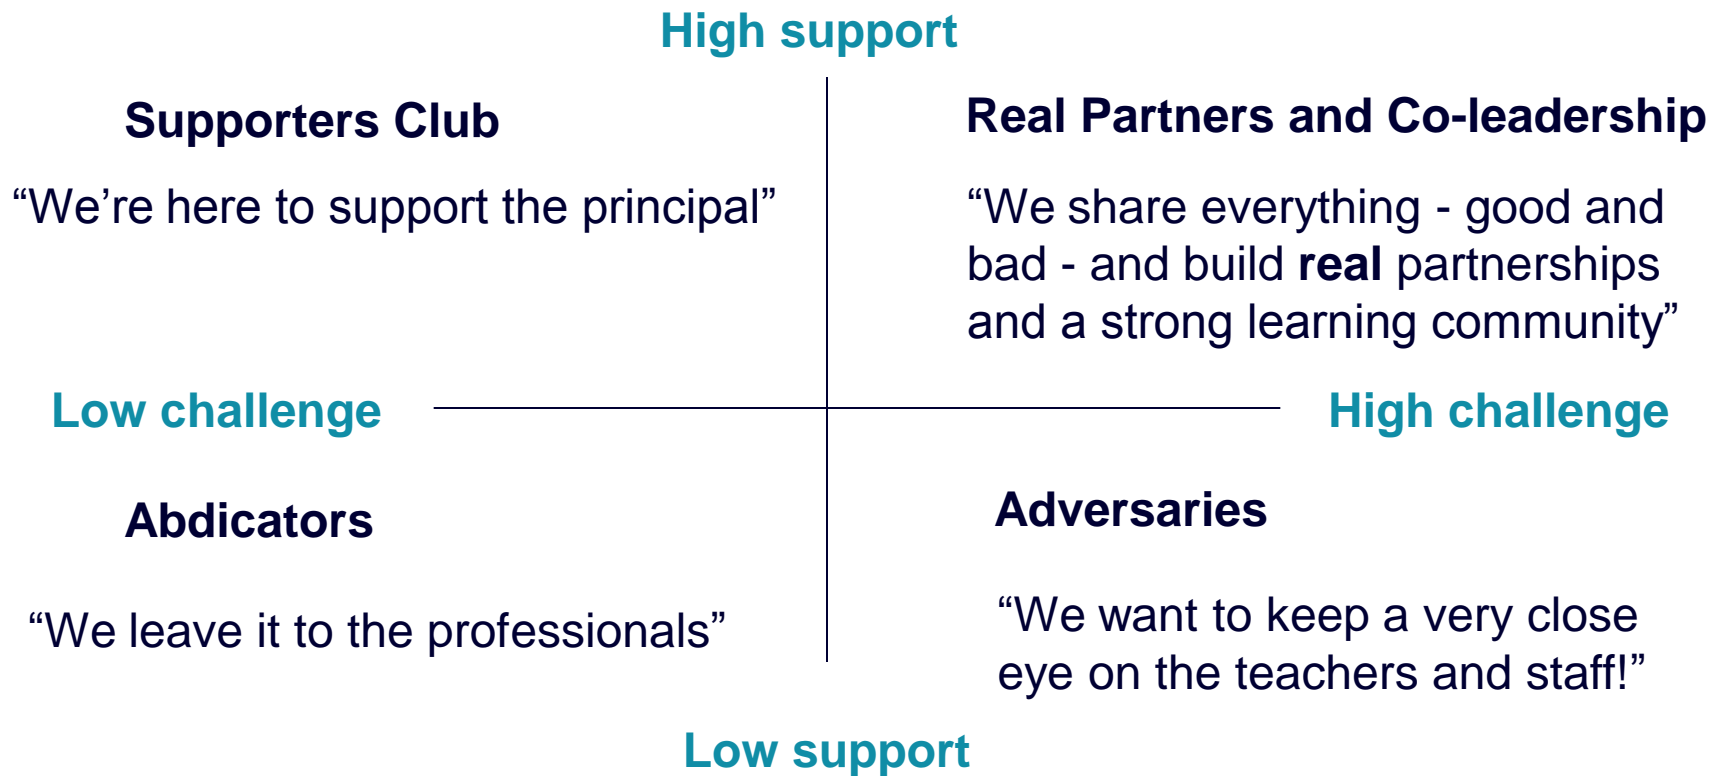 High support
Supporters Club
“We’re here to support the principal”
Real Partners and Co-leadership
“We share everything - good and
bad - and build real partnerships
and a strong learning community”
Low challenge
High challenge
Abdicators
“We leave it to the professionals”
Adversaries
“We want to keep a very close
eye on the teachers and staff!”
Low support